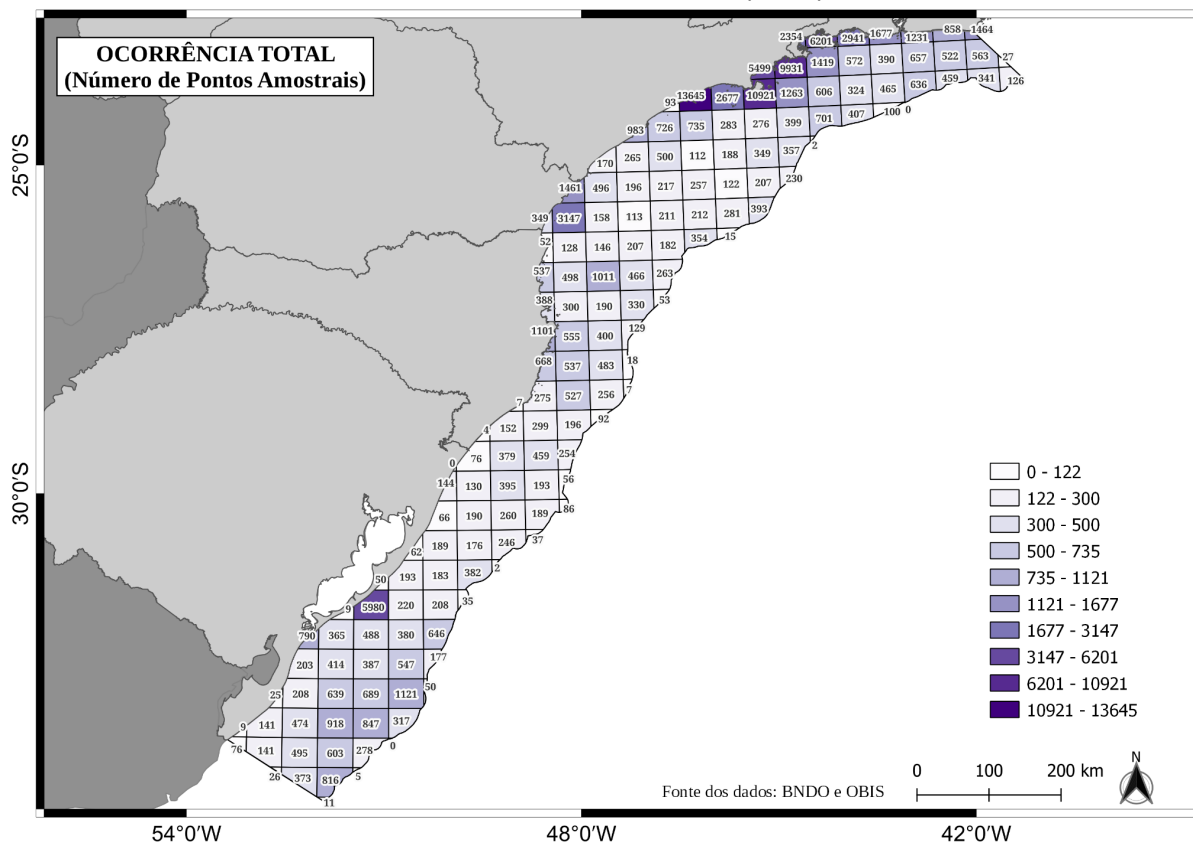 OCORRÊNCIA TOTAL
(Número de Pontos Amostrais)
2354 6201 2941 1677 1231 858 1464
5499 9931 1419 572 390 657 522 563 27
93 13645 2677 10921 1263 606 324 465 636 459 341 126
983 726 735 283 276 399 701 407 100 0
170 265 500 112 188 349 357 2
1461 496 196 217 257 122 207 230
349 3147 158 113 211 212 281 393
52 128 146 207 182 354 15
537 498 1011 466 263
388 300 190 330 53
1101 555 400 129
668 537 483 18
7 275 527 256 7
4 152 299 196 92
0 76 379 459 254
144 130 395 193 56
66 190 260 189 86
62 189 176 246 37
50 193 183 382 2
9 5980 220 208 35
790 365 488 380 646
203 414 387 547 177
25 208 639 689 1121 50
9 141 474 918 847 317
76 141 495 603 278 0
26 373 816 5
11
25°0'S
30°0'S
54°0'W
48°0'W
42°0'W
0 - 122
122 - 300
300 - 500
500 - 735
735 - 1121
1121 - 1677
1677 - 3147
3147 - 6201
6201 - 10921
10921 - 13645
Fonte dos dados: BNDO e OBIS
0 100 200 km
N